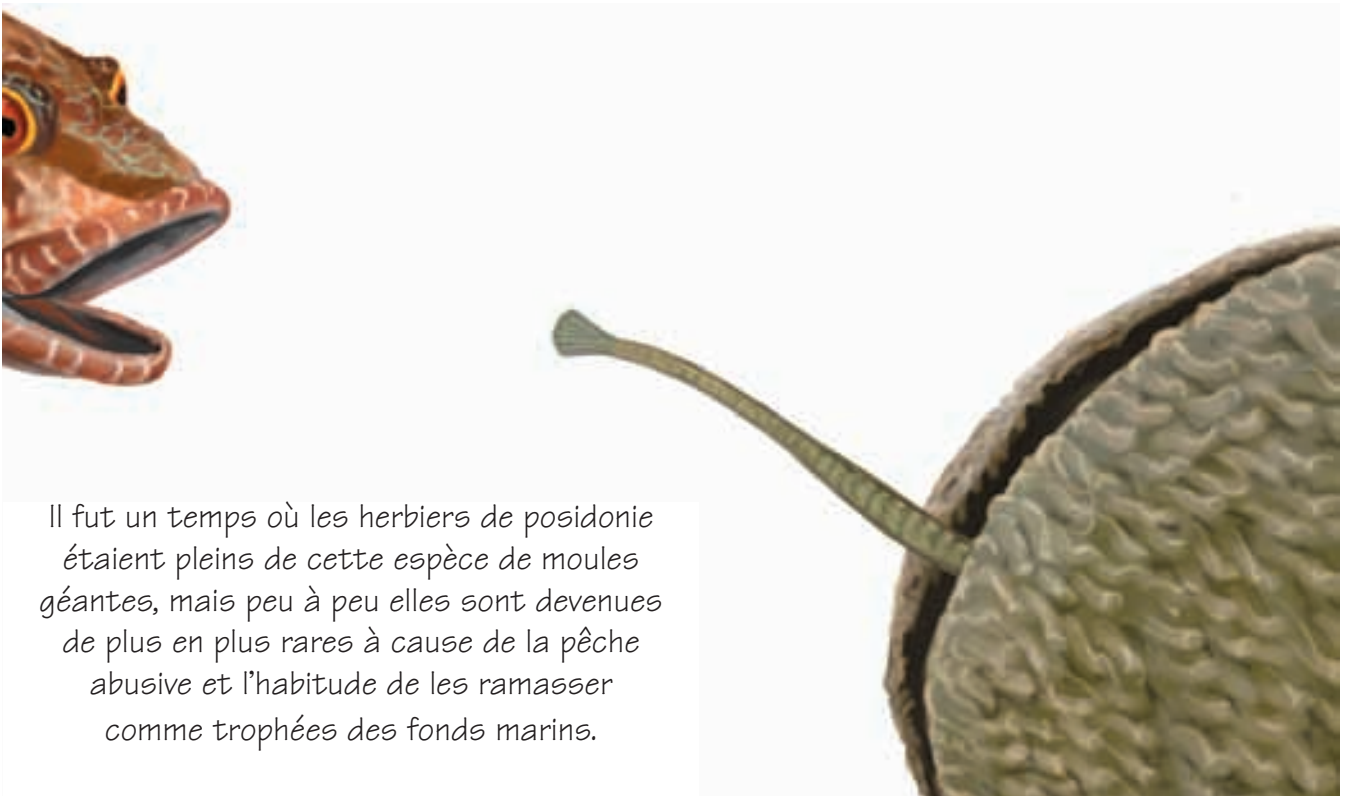 Il fut un temps où les herbiers de posidonie
étaient pleins de cette espèce de moules
géantes, mais peu à peu elles sont devenues
de plus en plus rares à cause de la pêche
abusive et l'habitude de les ramasser
comme trophées des fonds marins.